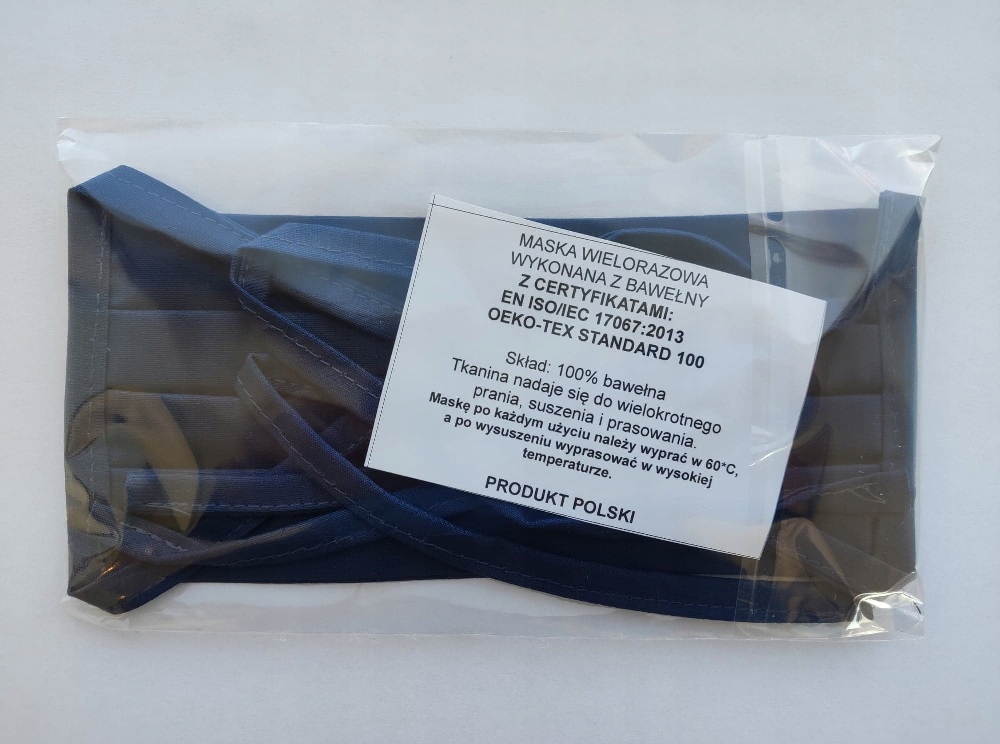 MASKA WIELORAZOWA
WYKONANA Z BAWEŁNY
Z CERTYFIKATAMI:
EN ISO/IEC 17067:2013
OEKO-TEX STANDARD 100
Skład: 100% bawełna
Tkanina nadaje się do wielokrotnego
prania, suszenia i prasowania.
Maskę po każdym użyciu należy wyprać w 60*C,
a po wysuszeniu wyprasować w wysokiej
temperaturze.
PRODUKT POLSKI